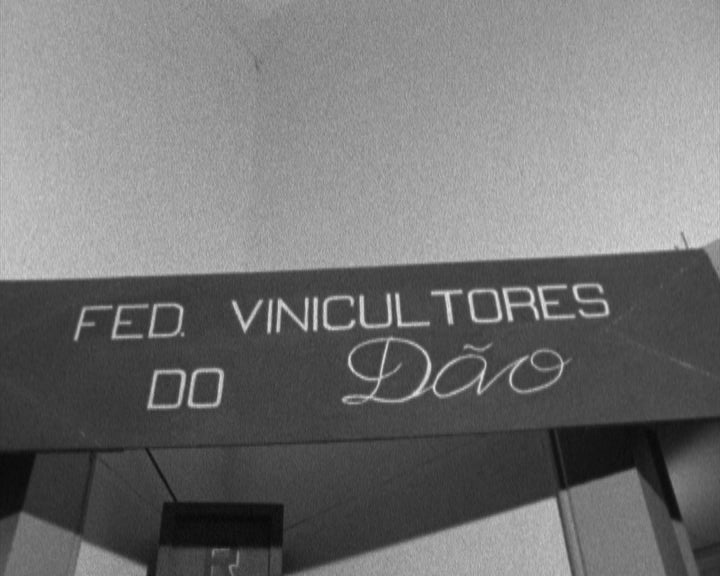 FED. VINICULTORES
DO Dão